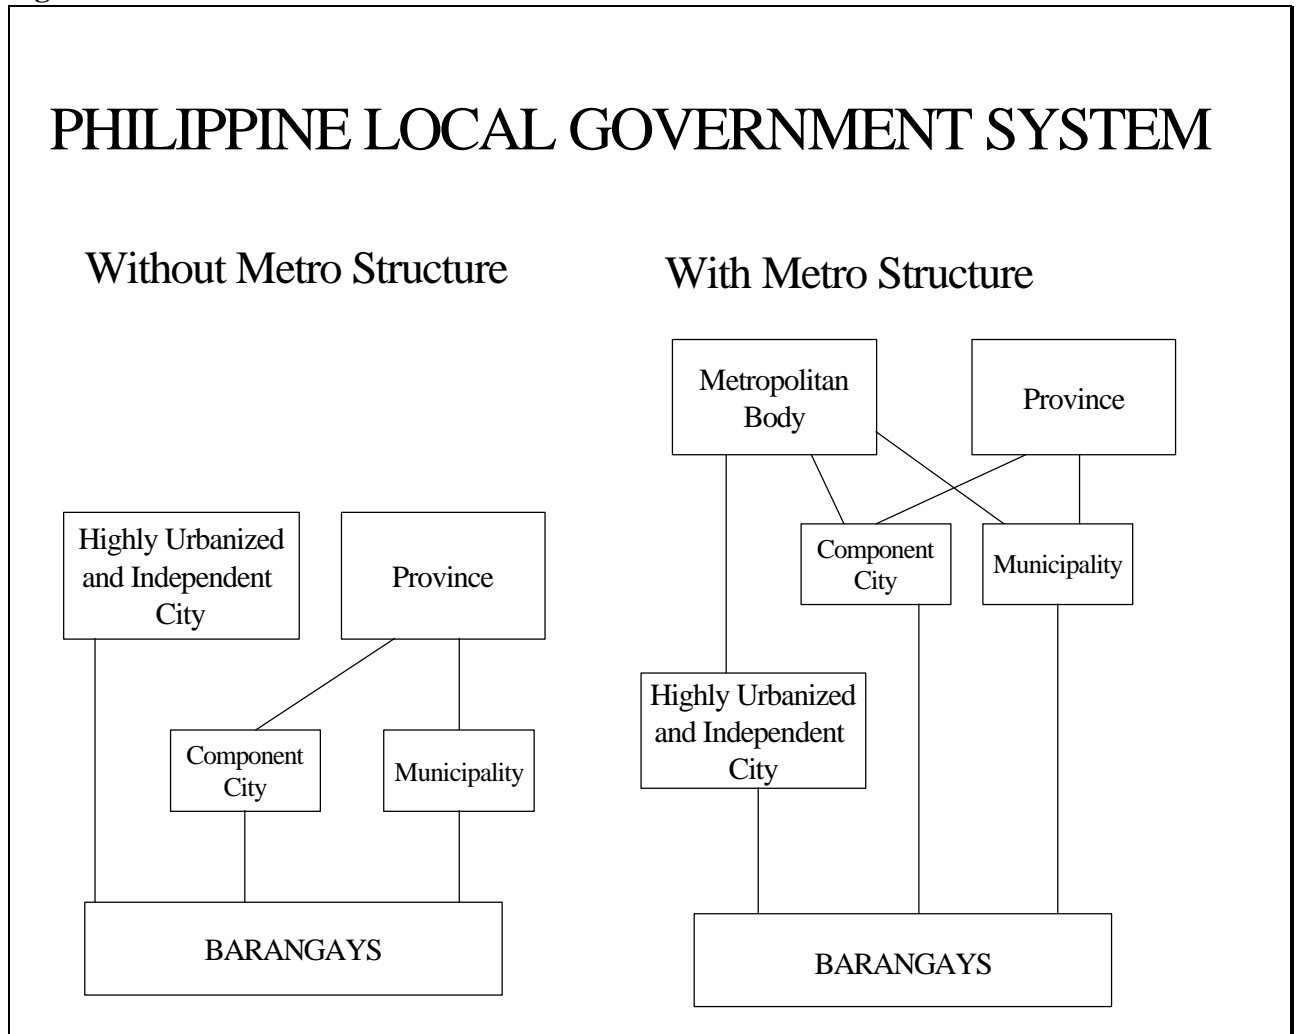 PHILIPPINE LOCAL GOVERNMENT SYSTEM
Without Metro Structure
Highly Urbanized
and Independent
City
Province
Component
City
Municipality
BARANGAYS
With Metro Structure
Metropolitan
Body
Province
Component
City
Municipality
Highly Urbanized
and Independent
City
BARANGAYS